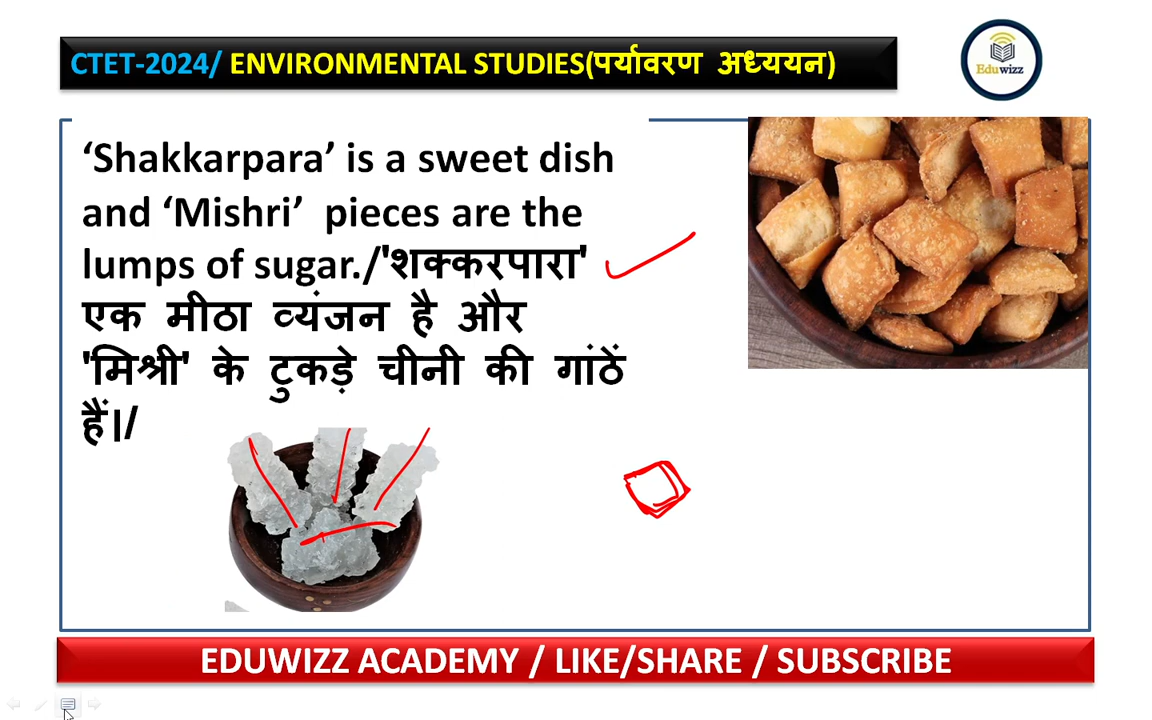 CTET-2024/ ENVIRONMENTAL STUDIES(पर्यावरण अध्ययन)
Eduwizz
‘Shakkarpara’ is a sweet dish
and ‘Mishri’ pieces are the
lumps of sugar./'शक्करपारा'
एक मीठा व्यंजन है और
'मिश्री' के टुकड़े चीनी की गांठें
हैं।/
EDUWIZZ ACADEMY / LIKE/SHARE / SUBSCRIBE